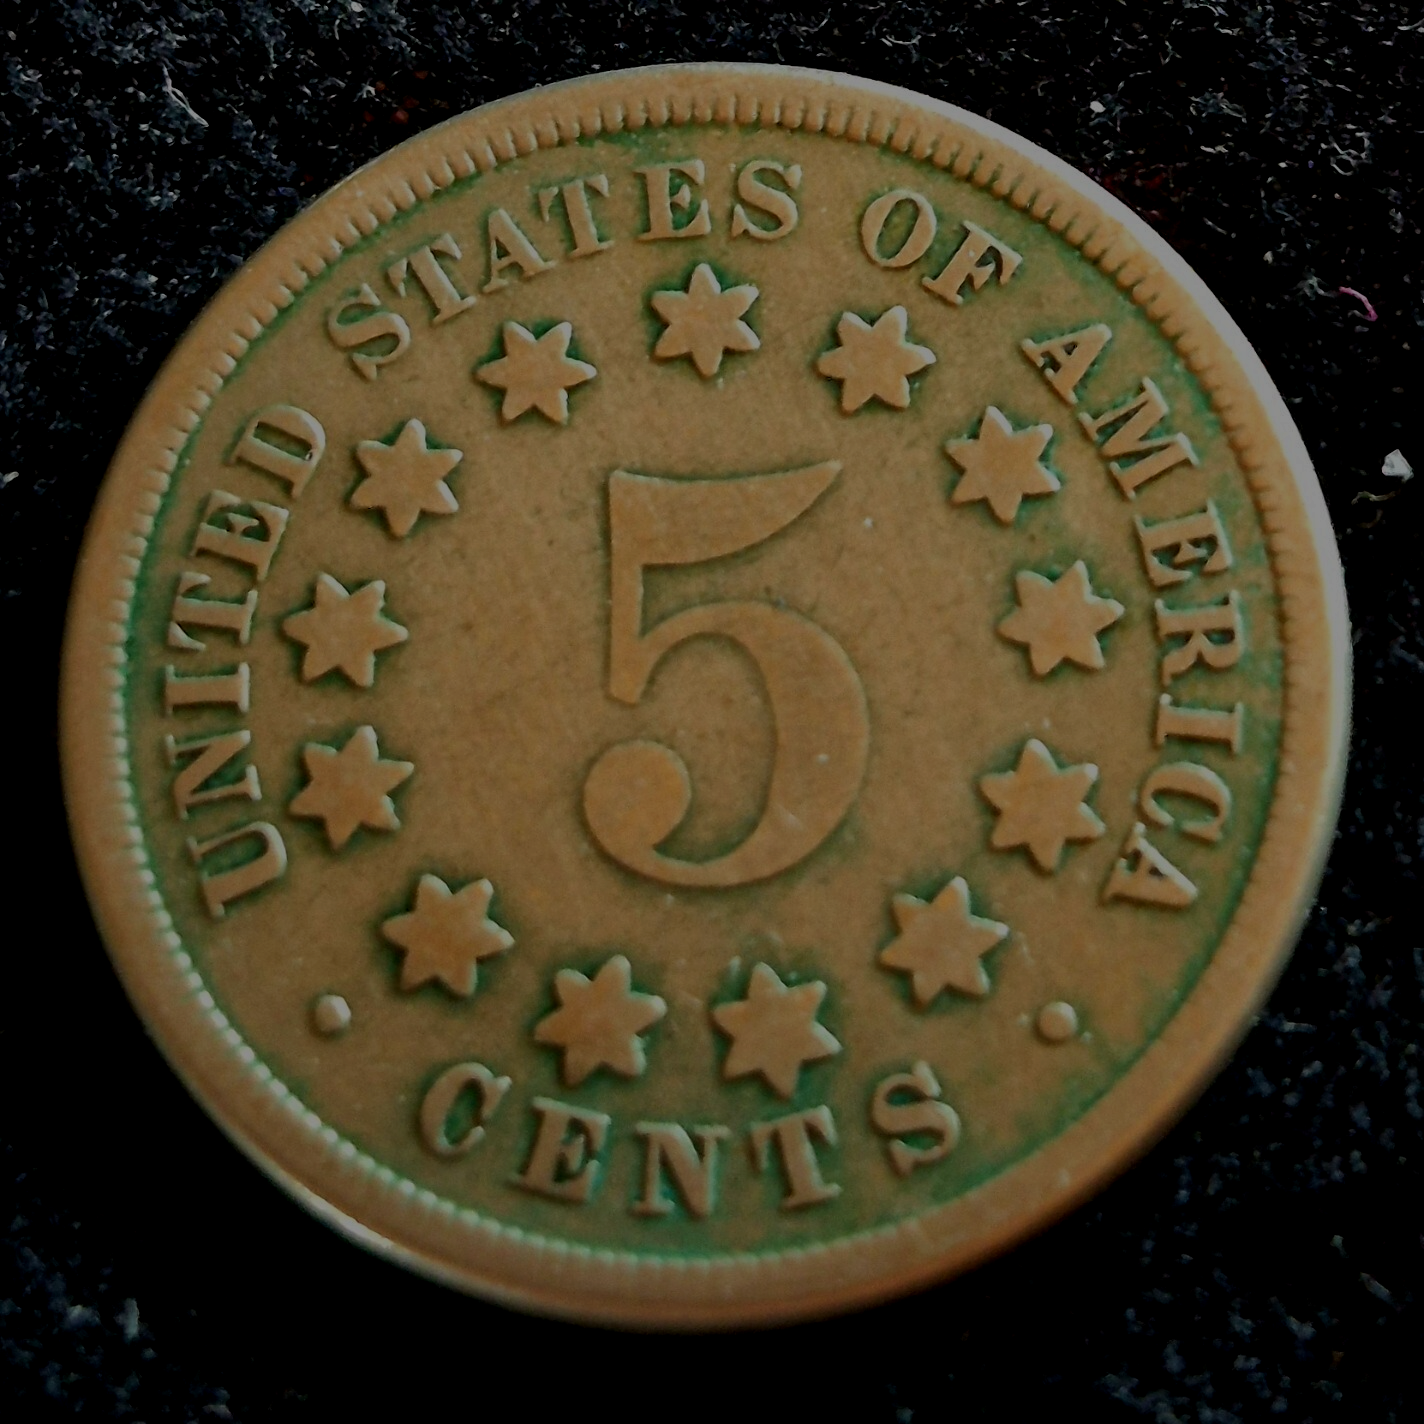 UNITED STATES OF AMERICA
5
CENTS